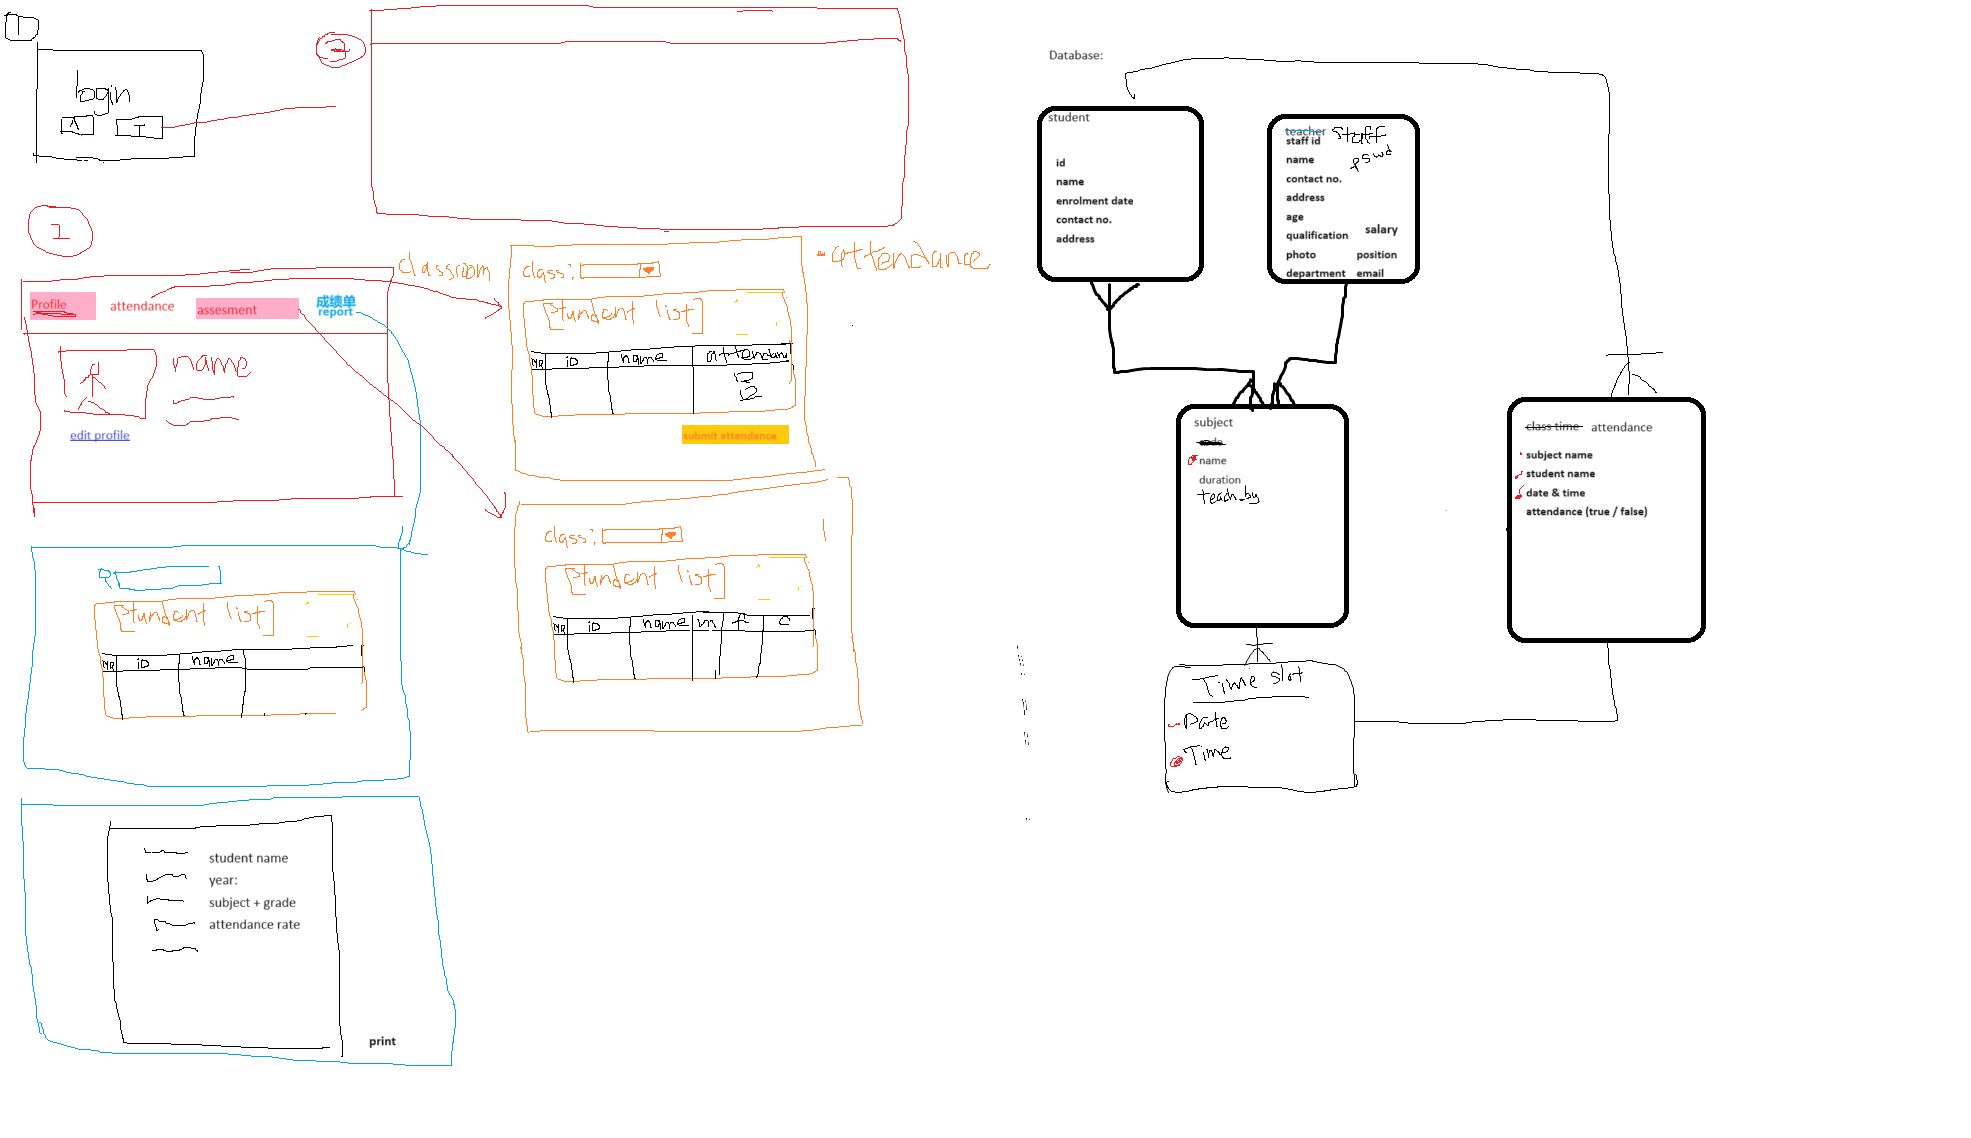 1
login
A
T
2
1
Profile
attendance
assesment
成绩单
report
name
edit profile
classroom
class:
[Stundent list]
NR
iD
name
attendance
submit attendance
-attendance
class:
[Stundent list]
NR
iD
name
m
f
c
[Stundent list]
NR
iD
name
student name
year:
subject + grade
attendance rate
print
Database:
student
id
name
enrolment date
contact no.
address
teacher staff
staff id
pswd
name
contact no.
address
age
qualification salary
photo position
department email
subject
name
duration
teach_by
class time attendance
subject name
student name
date & time
attendance (true / false)
Time slot
Date
Time